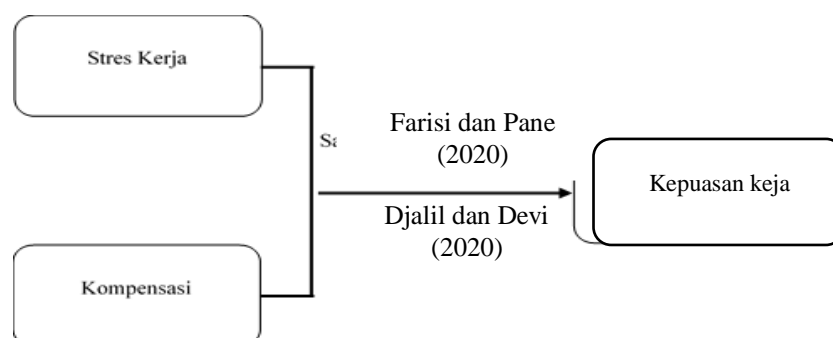 Stres Kerja
Farisi dan Pane
(2020)
Kepuasan keja
Djalil dan Devi
(2020)
Kompensasi